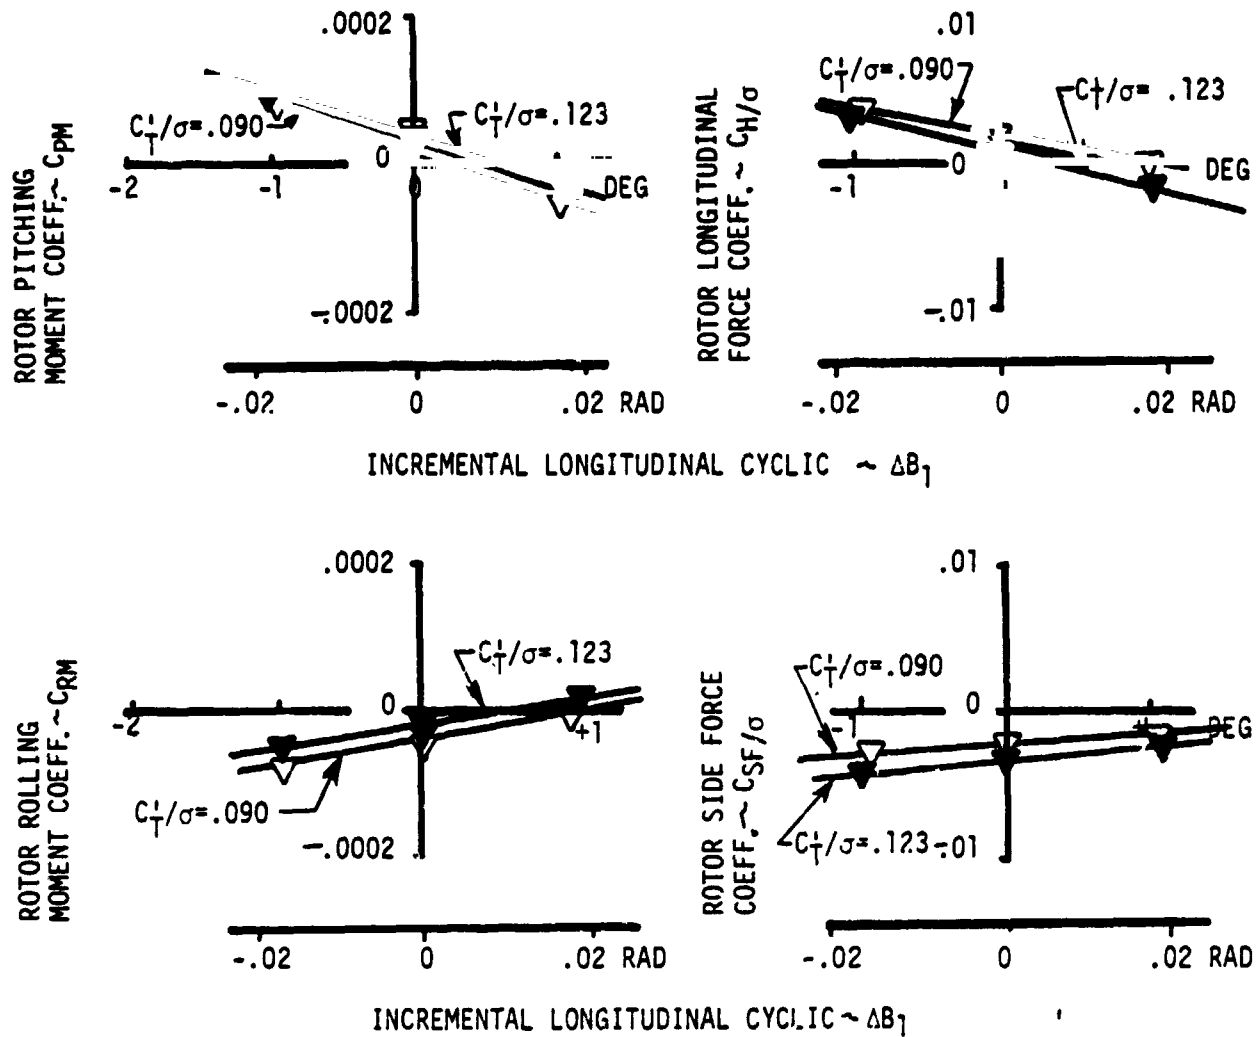 .0002
C'T/σ=.090
C'T/σ=.123
0
-2
-1
0
DEG
-.0002
ROTOR PITCHING
MOMENT COEFF.~ CPM
-.02
0
.02 RAD
.01
C'T/σ=.090
C'T/σ= .123
0
-1
DEG
-.01
ROTOR LONGITUDINAL
FORCE COEFF. ~ CH/σ
-.02
0
.02 RAD
INCREMENTAL LONGITUDINAL CYCLIC ~ ΔB1
.0002
C'T/σ=.123
0
-2
+1
C'T/σ=.090
-.0002
ROTOR ROLLING
MOMENT COEFF.~CRM
-.02
0
.02 RAD
.01
C'T/σ=.090
0
-1
DEG
C'T/σ=.123
-.01
ROTOR SIDE FORCE
COEFF.~ CSF/σ
-.02
0
.02 RAD
INCREMENTAL LONGITUDINAL CYCLIC~ ΔB1